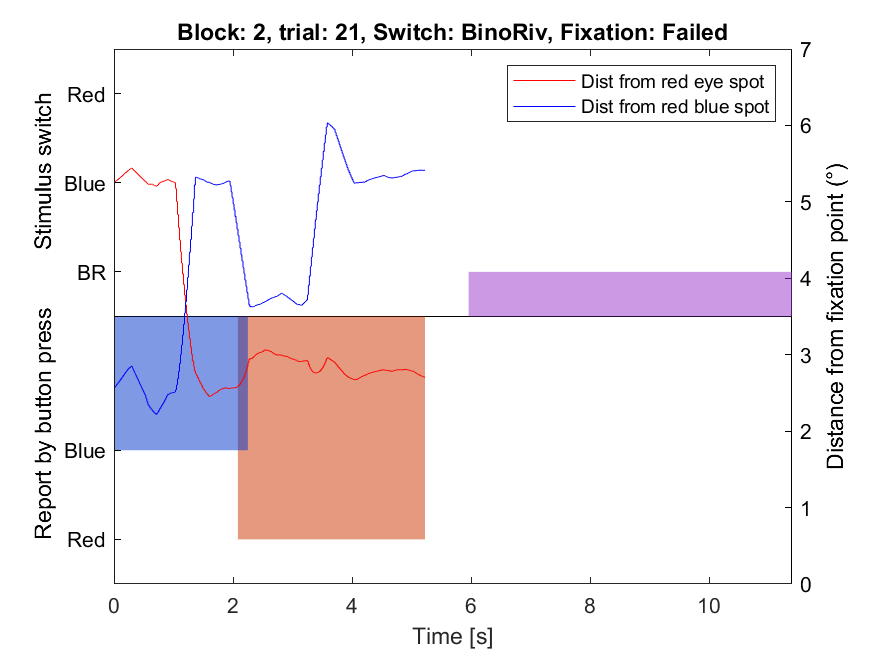 Block: 2, trial: 21, Switch: BinoRiv, Fixation: Failed
Dist from red eye spot
Dist from red blue spot
Stimulus switch
Red
Blue
BR
Report by button press
Blue
Red
7
6
5
4
3
2
1
0
Distance from fixation point (°)
0 2 4 6 8 10
Time [s]